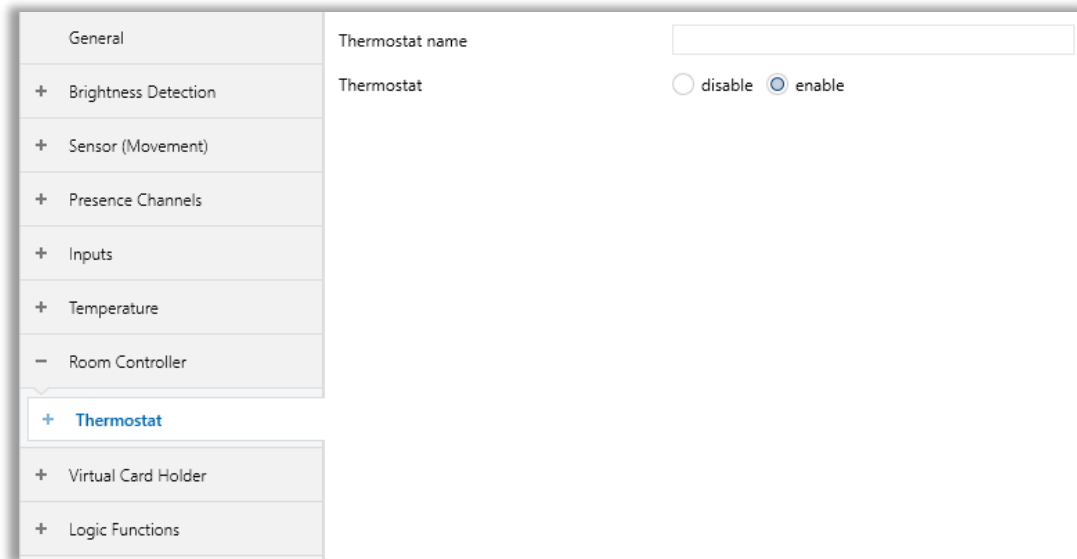 General
Brightness Detection
Sensor (Movement)
Presence Channels
Inputs
Temperature
Room Controller
Thermostat
Virtual Card Holder
Logic Functions
Thermostat name
Thermostat disable enable